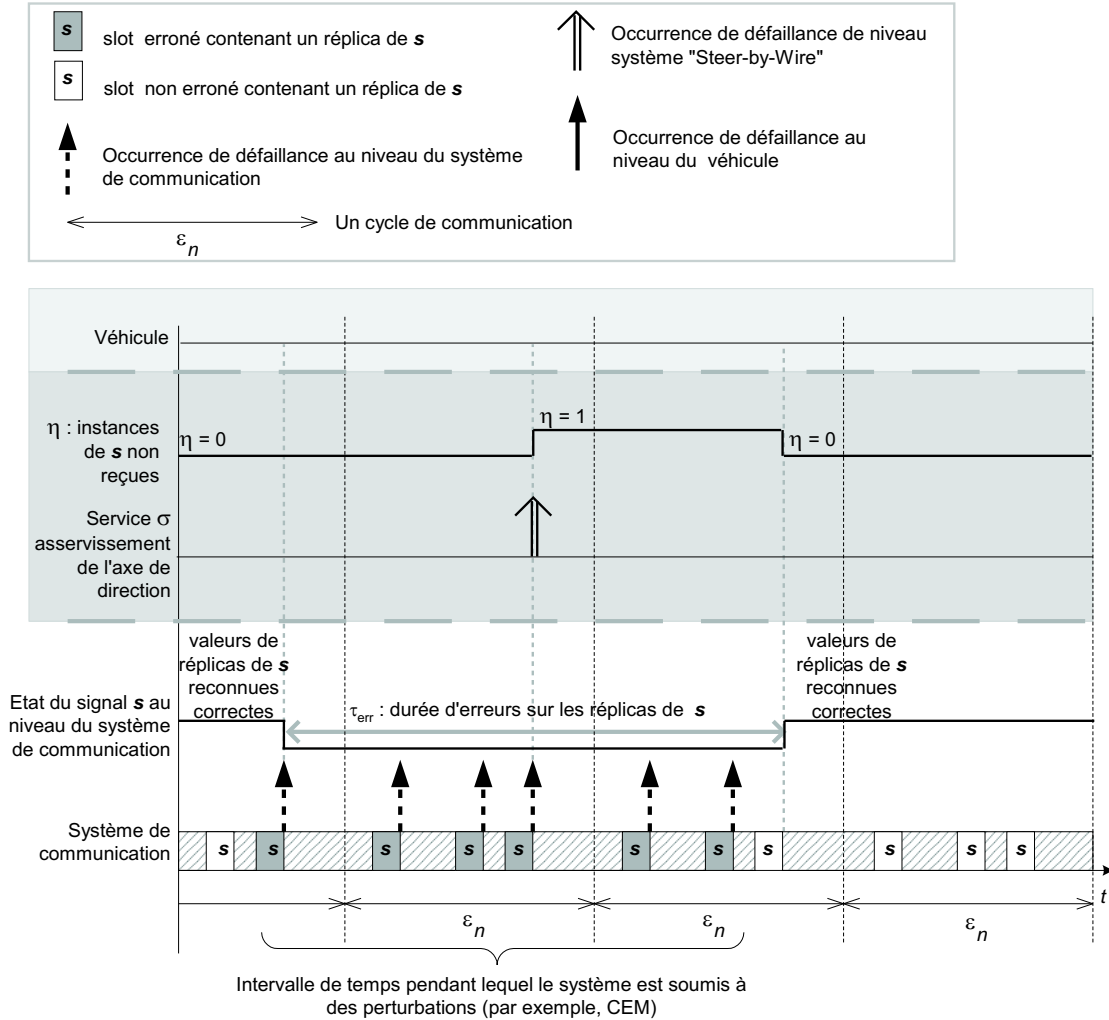 s slot erroné contenant un réplica de s
s slot non erroné contenant un réplica de s
Occurrence de défaillance au niveau du système
de communication
εn
Un cycle de communication
Occurrence de défaillance de niveau
système "Steer-by-Wire"
Occurrence de défaillance au
niveau du véhicule
Véhicule
η : instances
de s non
reçues
η = 0
η = 1
η = 0
Service σ
asservissement
de l'axe de
direction
valeurs de
réplicas de s
reconnues
correctes
valeurs de
réplicas de s
reconnues
correctes
Etat du signal s au
niveau du système
de communication
τerr : durée d'erreurs sur les réplicas de s
Système de
communication
s s s s s s s s s s s
t
εn εn εn
Intervalle de temps pendant lequel le système est soumis à
des perturbations (par exemple, CEM)